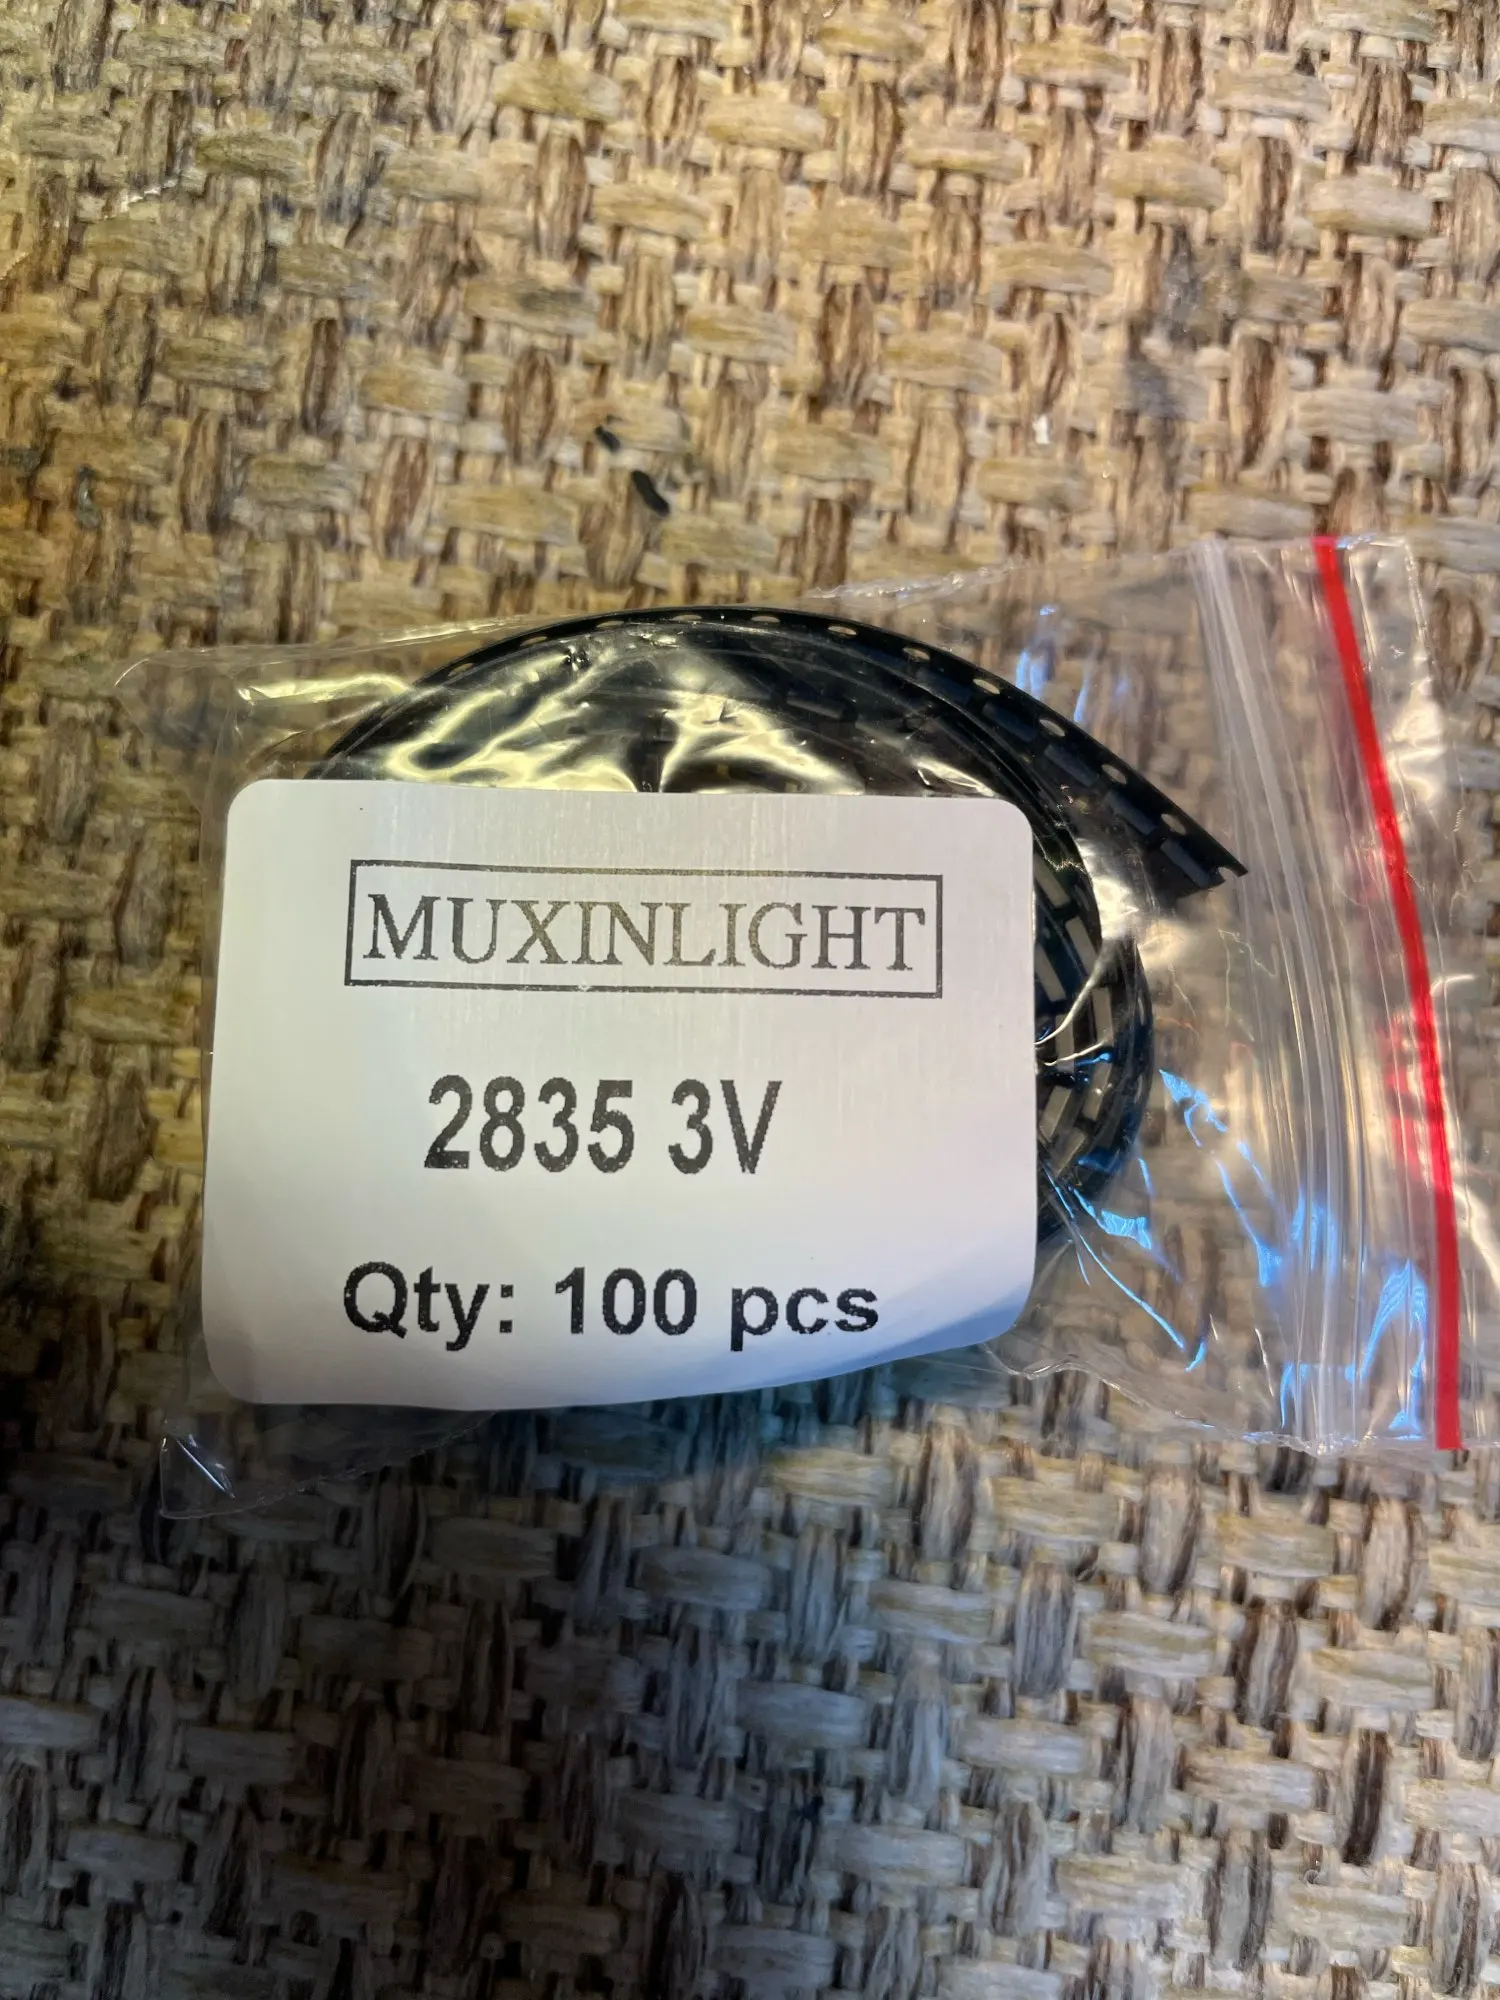 MUXINLIGHT
2835 3V
Qty: 100 pcs